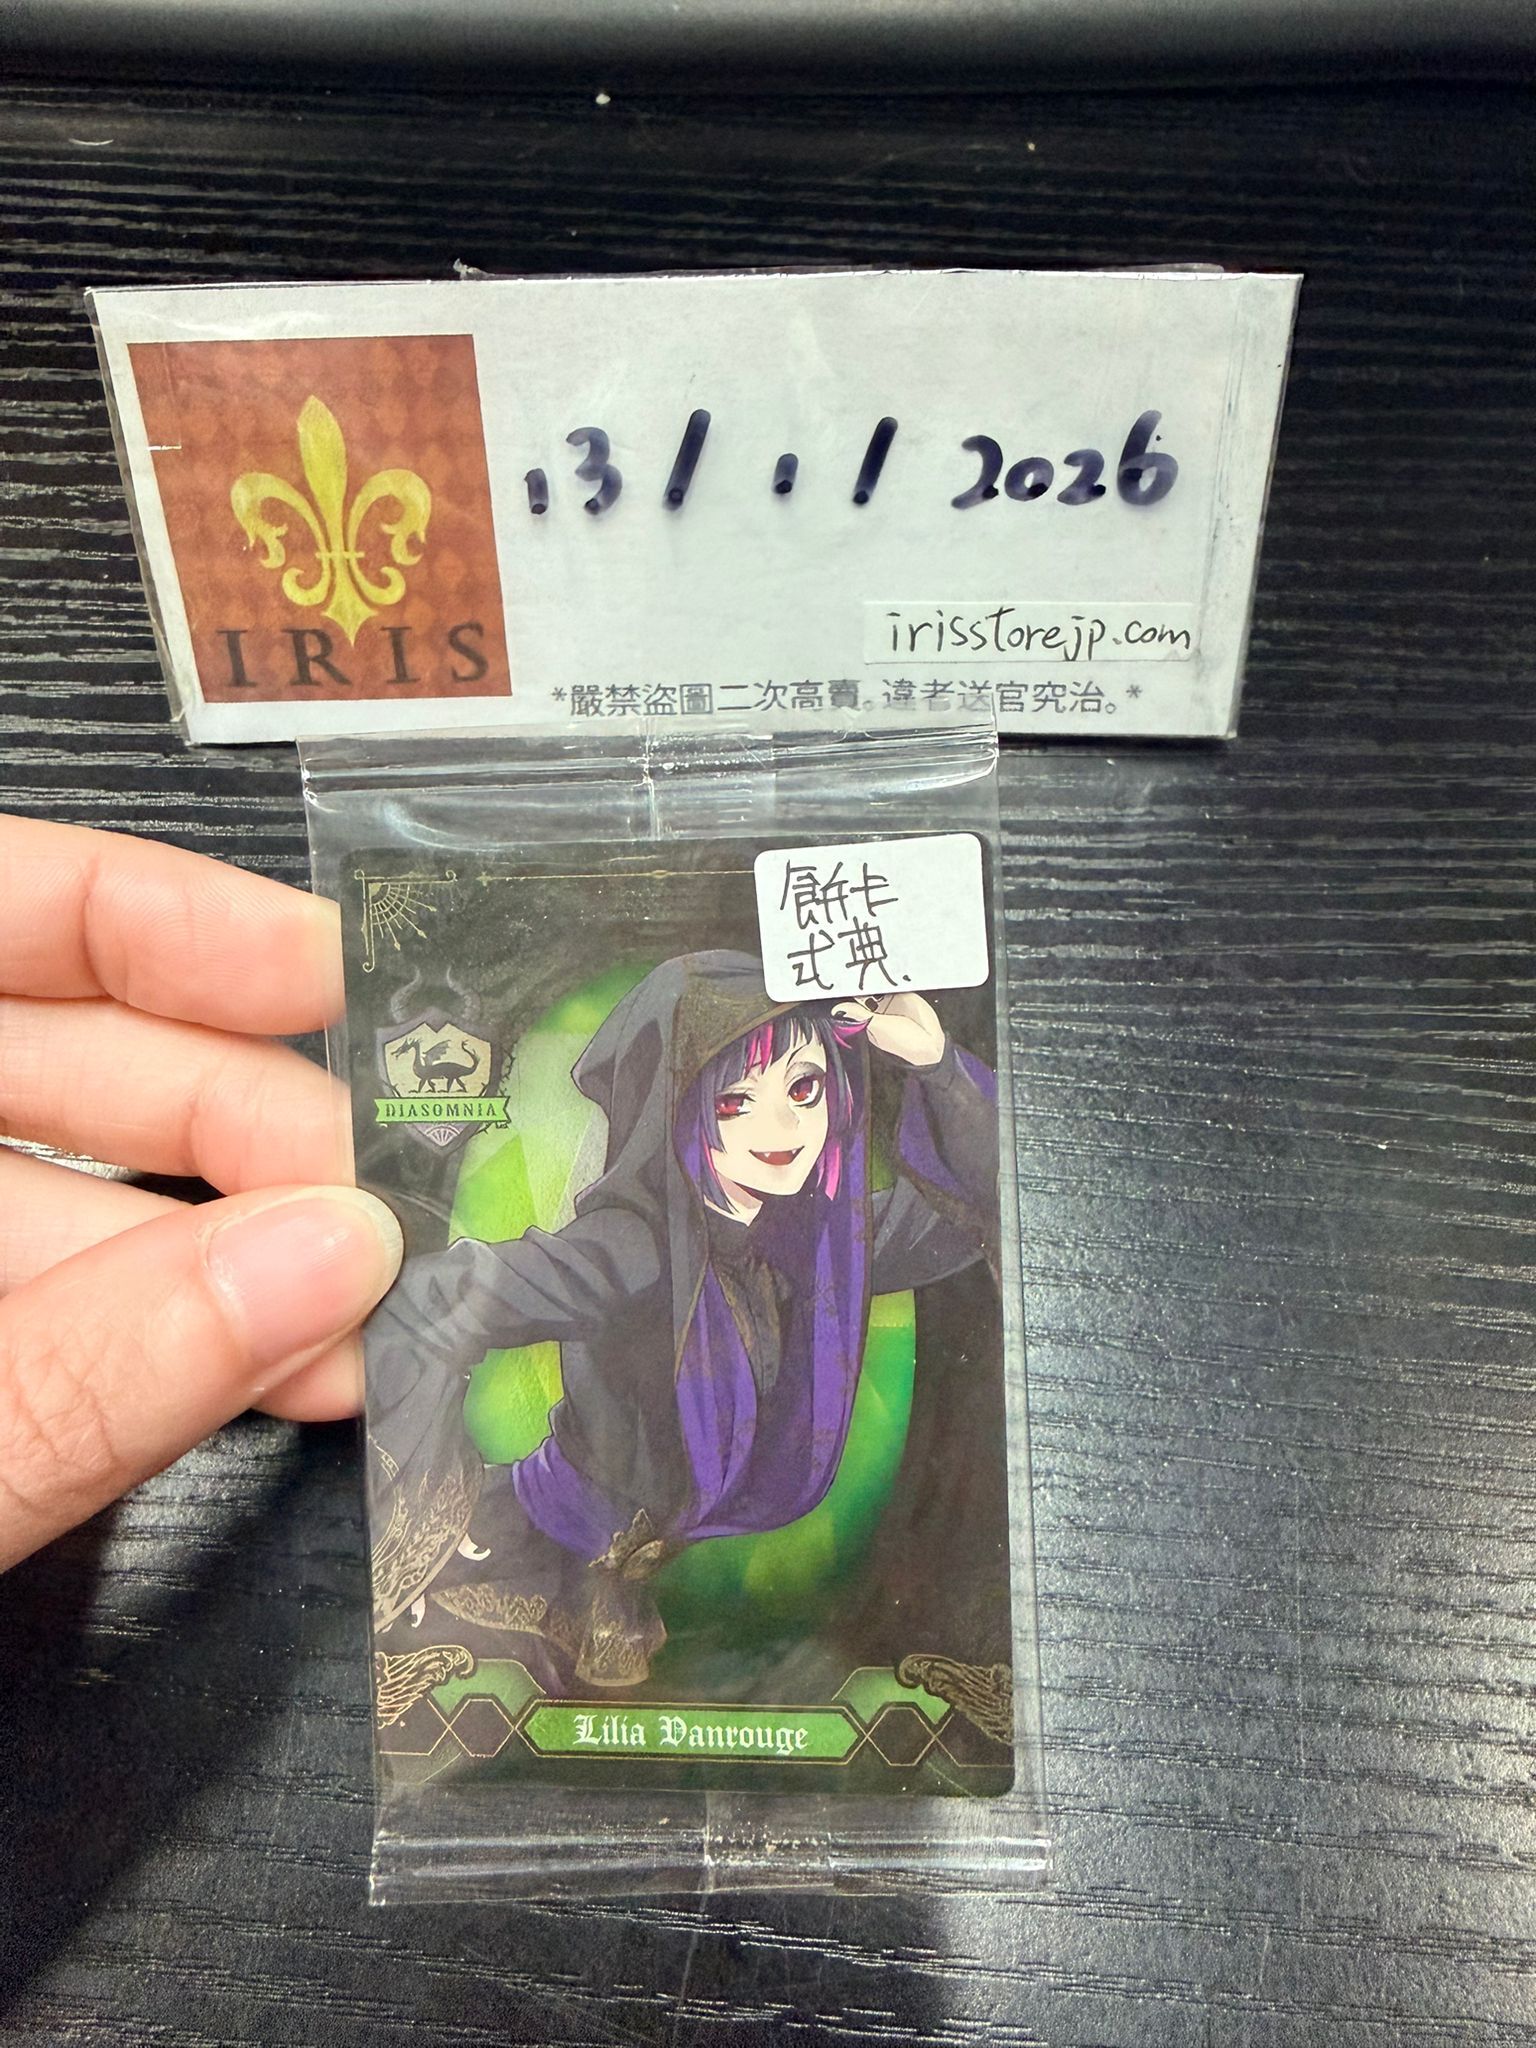 IRIS
13/1/2026
irisstorejp.com
*嚴禁盜圖二次高賣。違者送官究治。*
餅卡
式典.
DIASOMNIA
Lilia Vanrouge